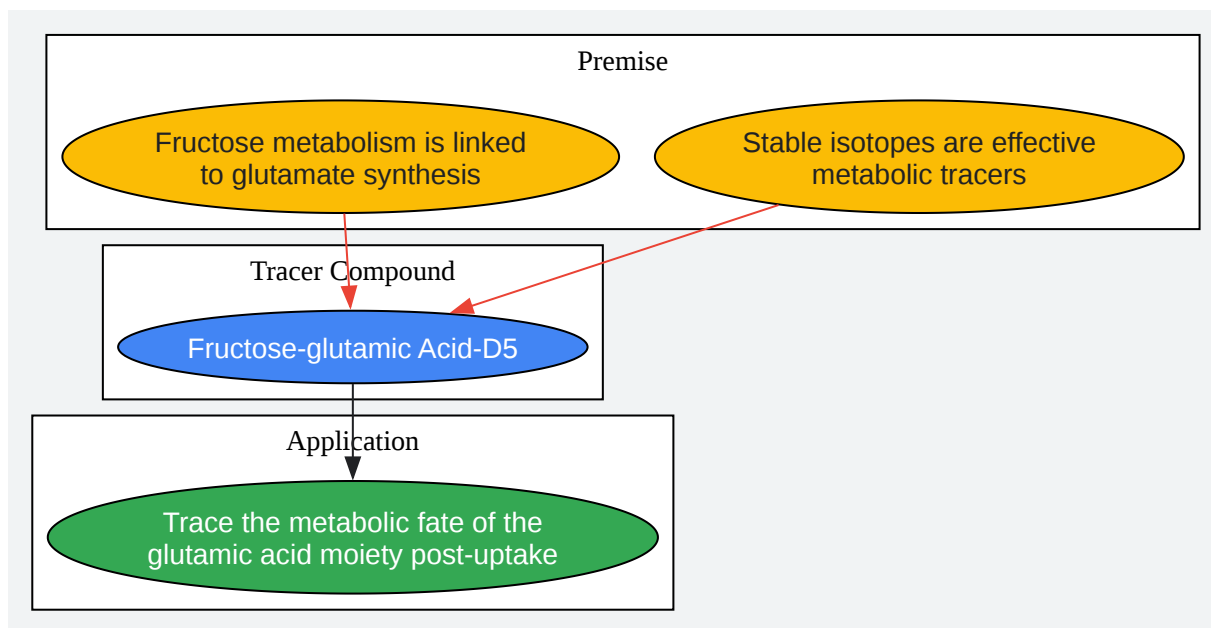 Premise
Fructose metabolism is linked
to glutamate synthesis
Stable isotopes are effective
metabolic tracers
Tracer Compound
Fructose-glutamic Acid-D5
Application
Trace the metabolic fate of the
glutamic acid moiety post-uptake